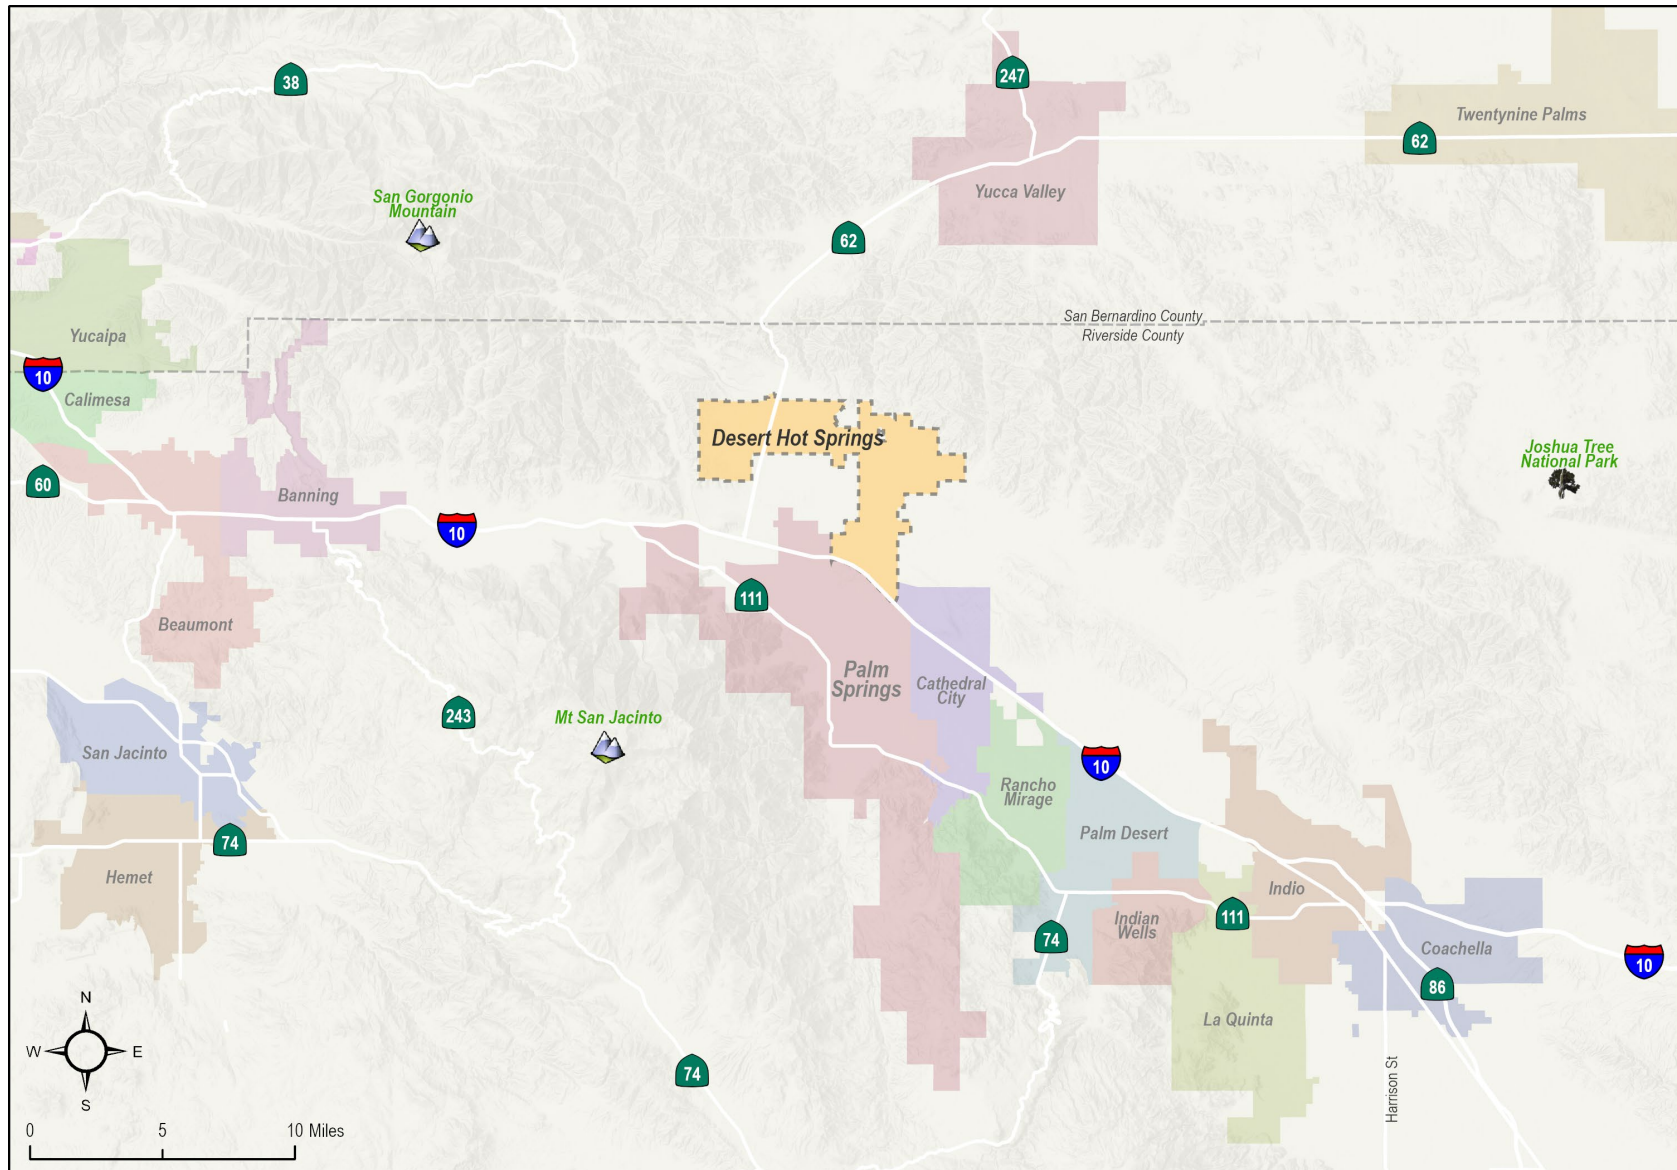 38
247
Twentynine Palms
62
San Gorgonio
Mountain
Yucca Valley
62
San Bernardino County
Riverside County
Yucaipa
10
Calimesa
Desert Hot Springs
Joshua Tree
National Park
60
Banning
10
111
Beaumont
Palm
Springs
Cathedral
City
243
Mt San Jacinto
San Jacinto
10
Rancho
Mirage
Palm Desert
74
Hemet
Indio
111
Indian
Wells
74
Coachella
10
86
La Quinta
N
W
E
S
74
Harrison St
0
5
10 Miles